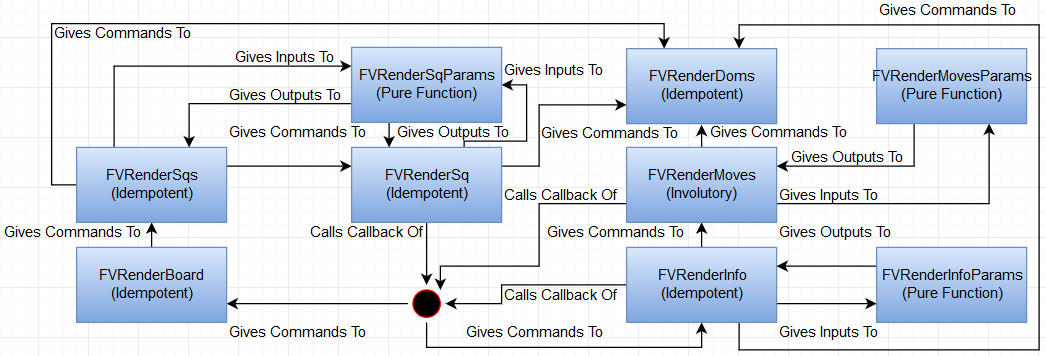 Gives Commands To
Gives Commands To
Gives Inputs To
FVRenderSqParams
(Pure Function)
Gives Inputs To
FVRenderDoms
(Idempotent)
FVRenderMovesParams
(Pure Function)
Gives Outputs To
Gives Commands To
Gives Outputs To
Gives Commands To
Gives Commands To
Gives Outputs To
FVRenderSqs
(Idempotent)
FVRenderSq
(Idempotent)
Calls Callback Of
FVRenderMoves
(Involutory)
Gives Inputs To
Gives Commands To
Calls Callback Of
Gives Commands To
Gives Outputs To
FVRenderBoard
(Idempotent)
Calls Callback Of
FVRenderInfo
(Idempotent)
FVRenderInfoParams
(Pure Function)
Gives Commands To
Gives Commands To
Gives Inputs To